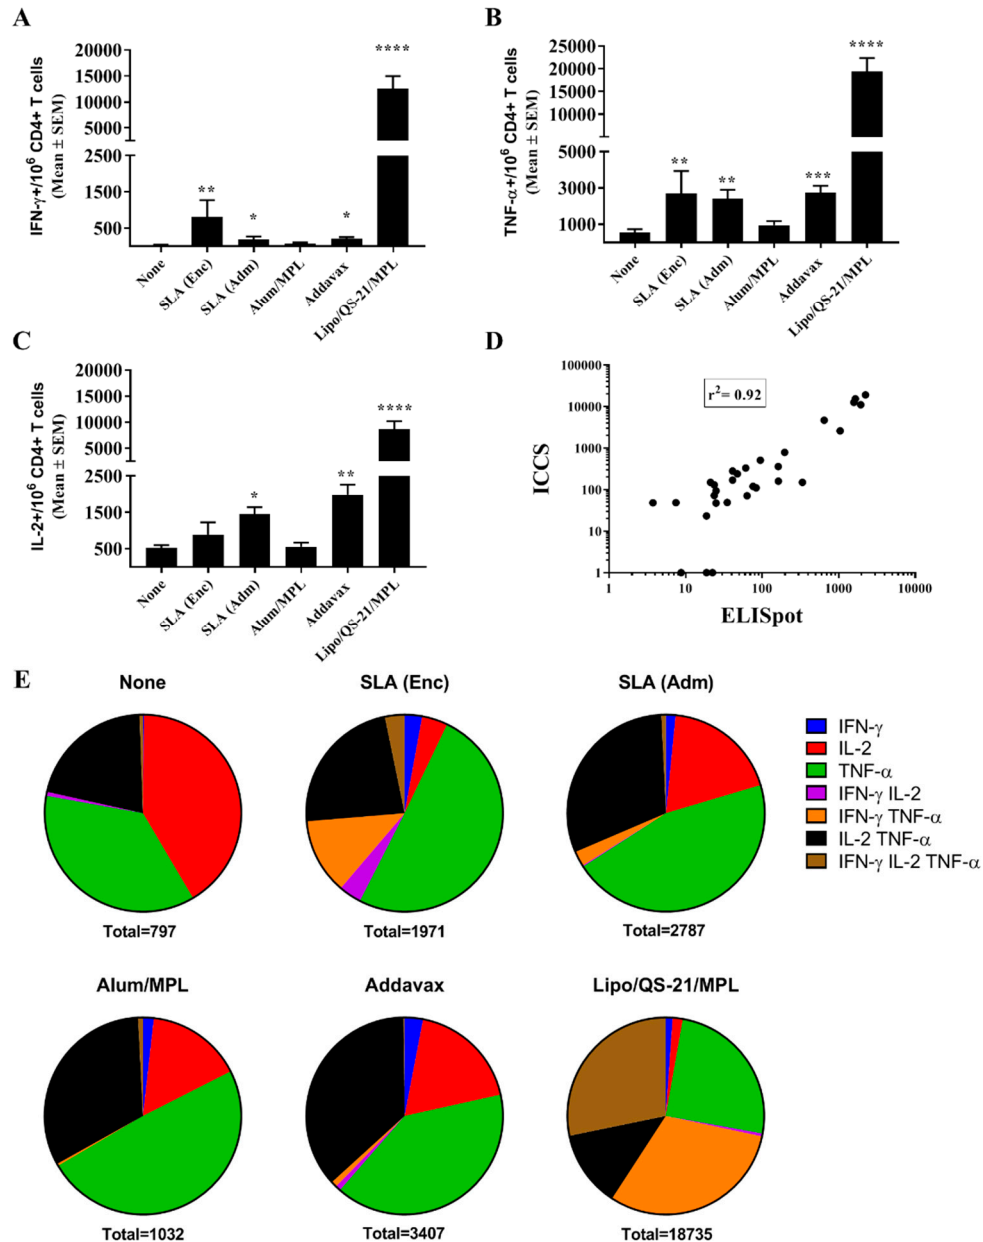 A
IFN-γ+/10⁶ CD4+ T cells
(Mean ± SEM)
20000
15000
10000
5000
2500
1500
500
****
**
*
*
None
SLA (Enc)
SLA (Adm)
Alum/MPL
Addavax
Lipo/QS-21/MPL
B
TNF-α+/10⁶ CD4+ T cells
(Mean ± SEM)
25000
20000
15000
10000
5000
5000
3000
1000
****
**
**
***
None
SLA (Enc)
SLA (Adm)
Alum/MPL
Addavax
Lipo/QS-21/MPL
C
IL-2+/10⁶ CD4+ T cells
(Mean ± SEM)
20000
15000
10000
5000
2500
1500
500
****
*
**
None
SLA (Enc)
SLA (Adm)
Alum/MPL
Addavax
Lipo/QS-21/MPL
D
ICCS
100000
10000
1000
100
10
1
r²= 0.92
1 10 100 1000 10000
ELISpot
E
None
SLA (Enc)
SLA (Adm)
IFN-γ
IL-2
TNF-α
IFN-γ IL-2
IFN-γ TNF-α
IL-2 TNF-α
IFN-γ IL-2 TNF-α
Total=797
Total=1971
Total=2787
Alum/MPL
Addavax
Lipo/QS-21/MPL
Total=1032
Total=3407
Total=18735